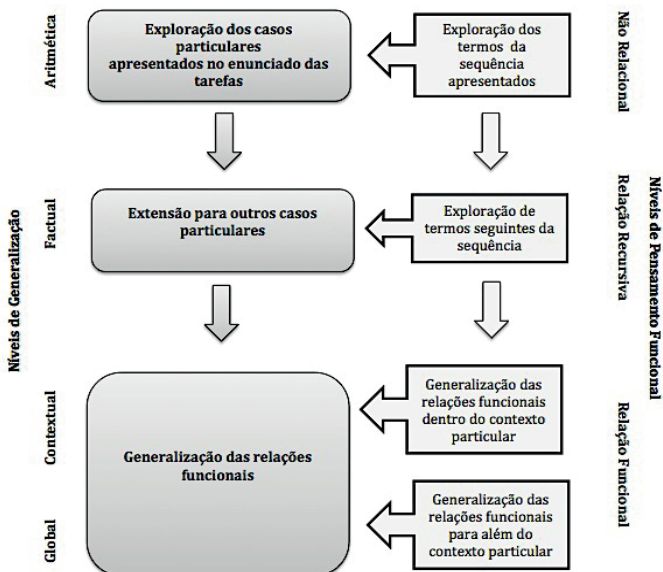 Níveis de Generalização
Aritmética
Exploração dos casos
particulares
apresentados no enunciado das
tarefas
Exploração dos
termos da
sequência
apresentados
Não Relacional
Factual
Extensão para outros casos
particulares
Exploração de
termos seguintes da
sequência
Relação Recursiva
Níveis de Pensamento Funcional
Contextual
Generalização das relações
funcionais
Generalização das
relações funcionais
dentro do contexto
particular
Relação Funcional
Global
Generalização das
relações funcionais
para além do
contexto particular